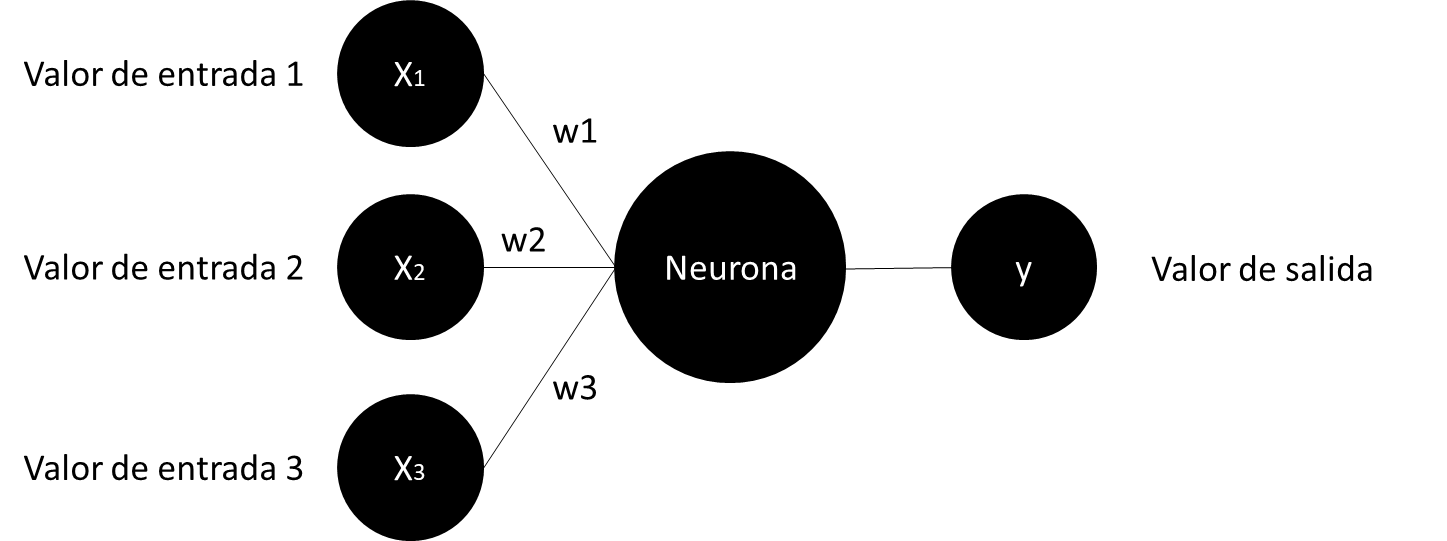 Valor de entrada 1
X1
w1
Valor de entrada 2
X2
w2
Neurona
y
Valor de salida
w3
Valor de entrada 3
X3